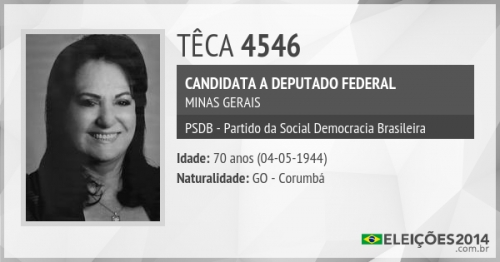 TÊCA 4546
CANDIDATA A DEPUTADO FEDERAL
MINAS GERAIS
PSDB - Partido da Social Democracia Brasileira
Idade: 70 anos (04-05-1944)
Naturalidade: GO - Corumbá
ELEIÇÕES2014
.com.br